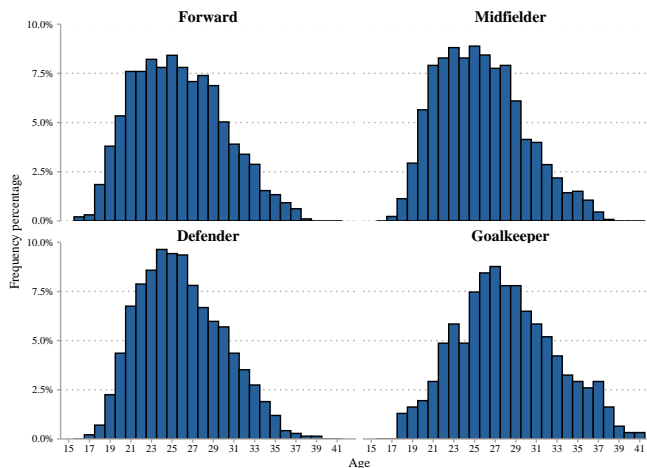 Forward
Midfielder
10.0%
7.5%
5.0%
2.5%
0.0%
Frequency percentage
Defender
Goalkeeper
10.0%
7.5%
5.0%
2.5%
0.0%
15 17 19 21 23 25 27 29 31 33 35 37 39 41
15 17 19 21 23 25 27 29 31 33 35 37 39 41
Age